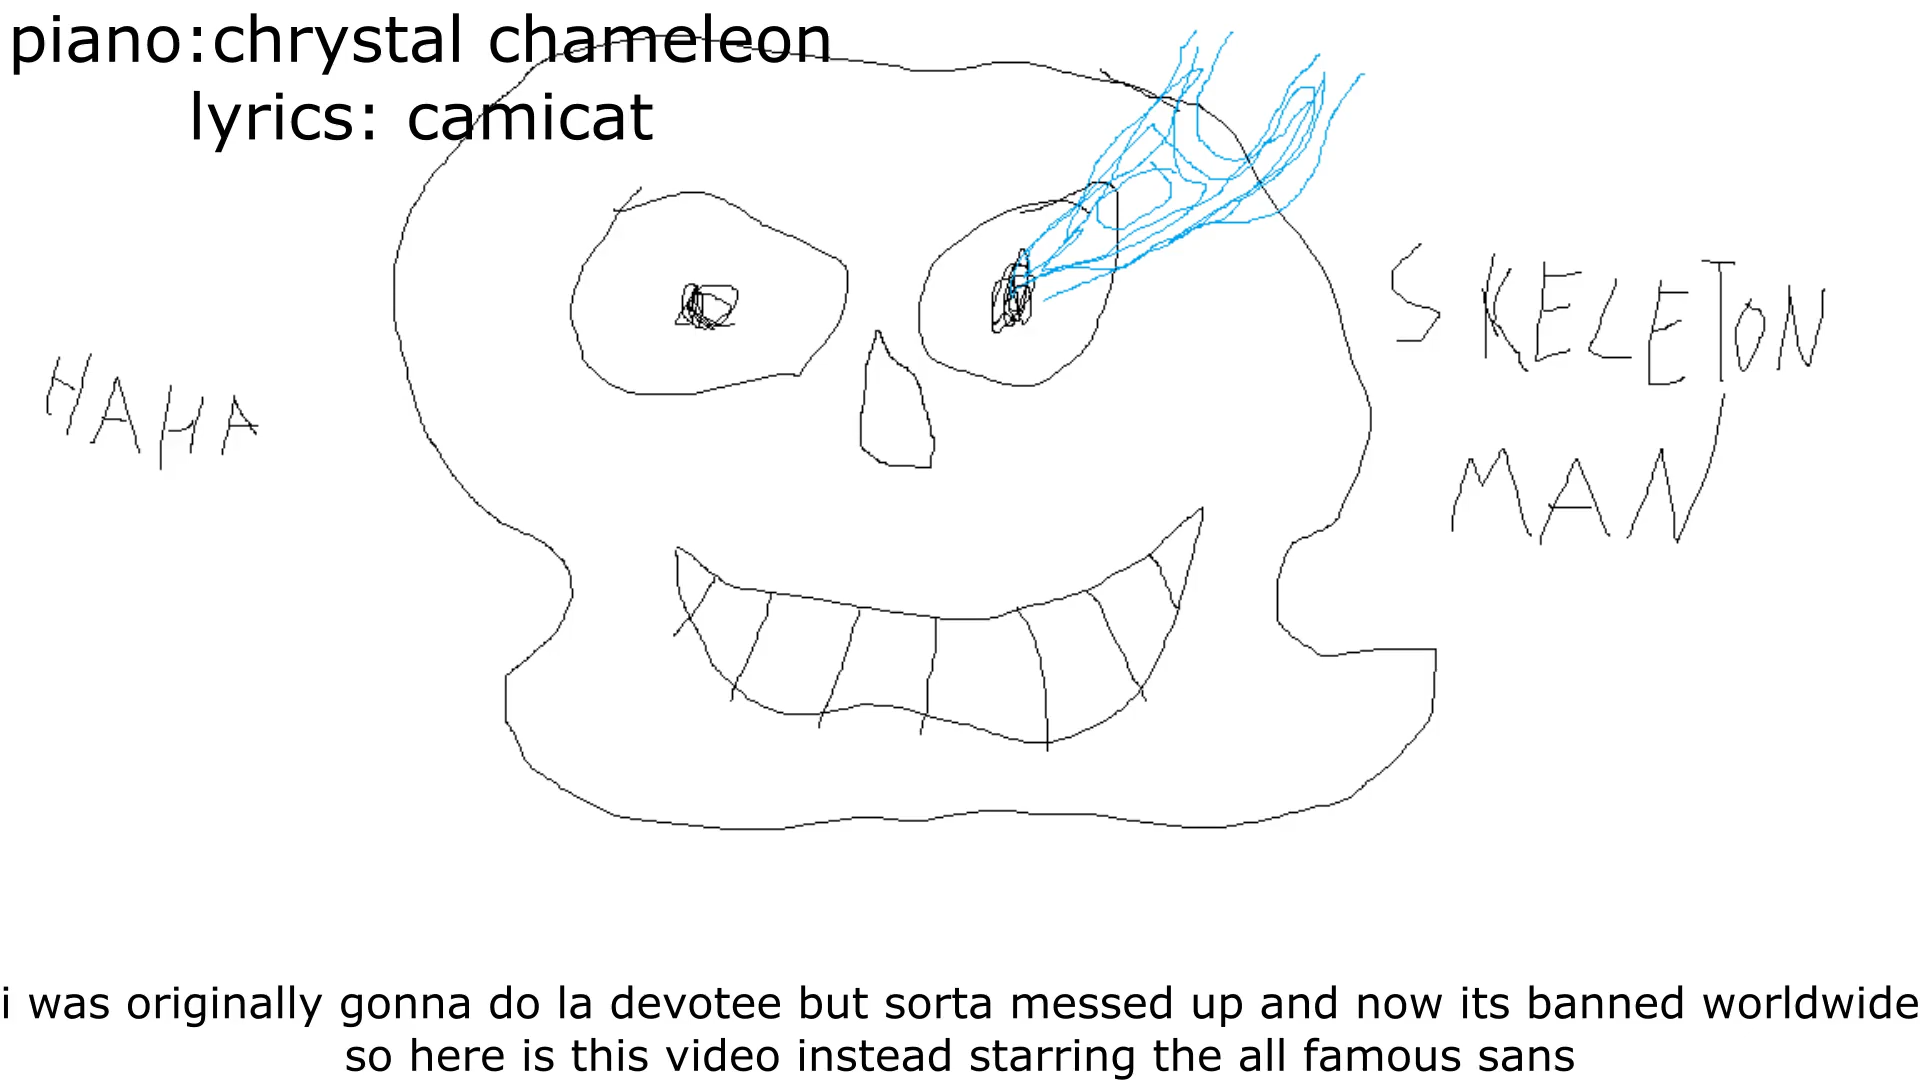 piano:chrystal chameleon
lyrics: camicat
HAHA
SKELETON
MAN
i was originally gonna do la devotee but sorta messed up and now its banned worldwide
so here is this video instead starring the all famous sans